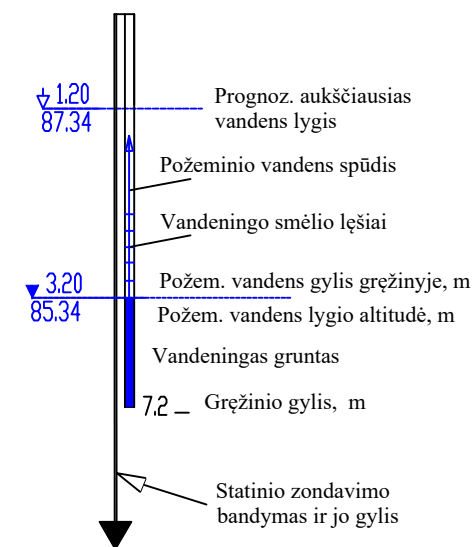 1.20
87.34
Prognoz. aukščiausias
vandens lygis
Požeminio vandens spūdis
Vandeningo smėlio lęšiai
3.20
85.34
Požem. vandens gylis gręžinyje, m
Požem. vandens lygio altitudė, m
Vandeningas gruntas
7.2
Gręžinio gylis, m
Statinio zondavimo
bandymas ir jo gylis